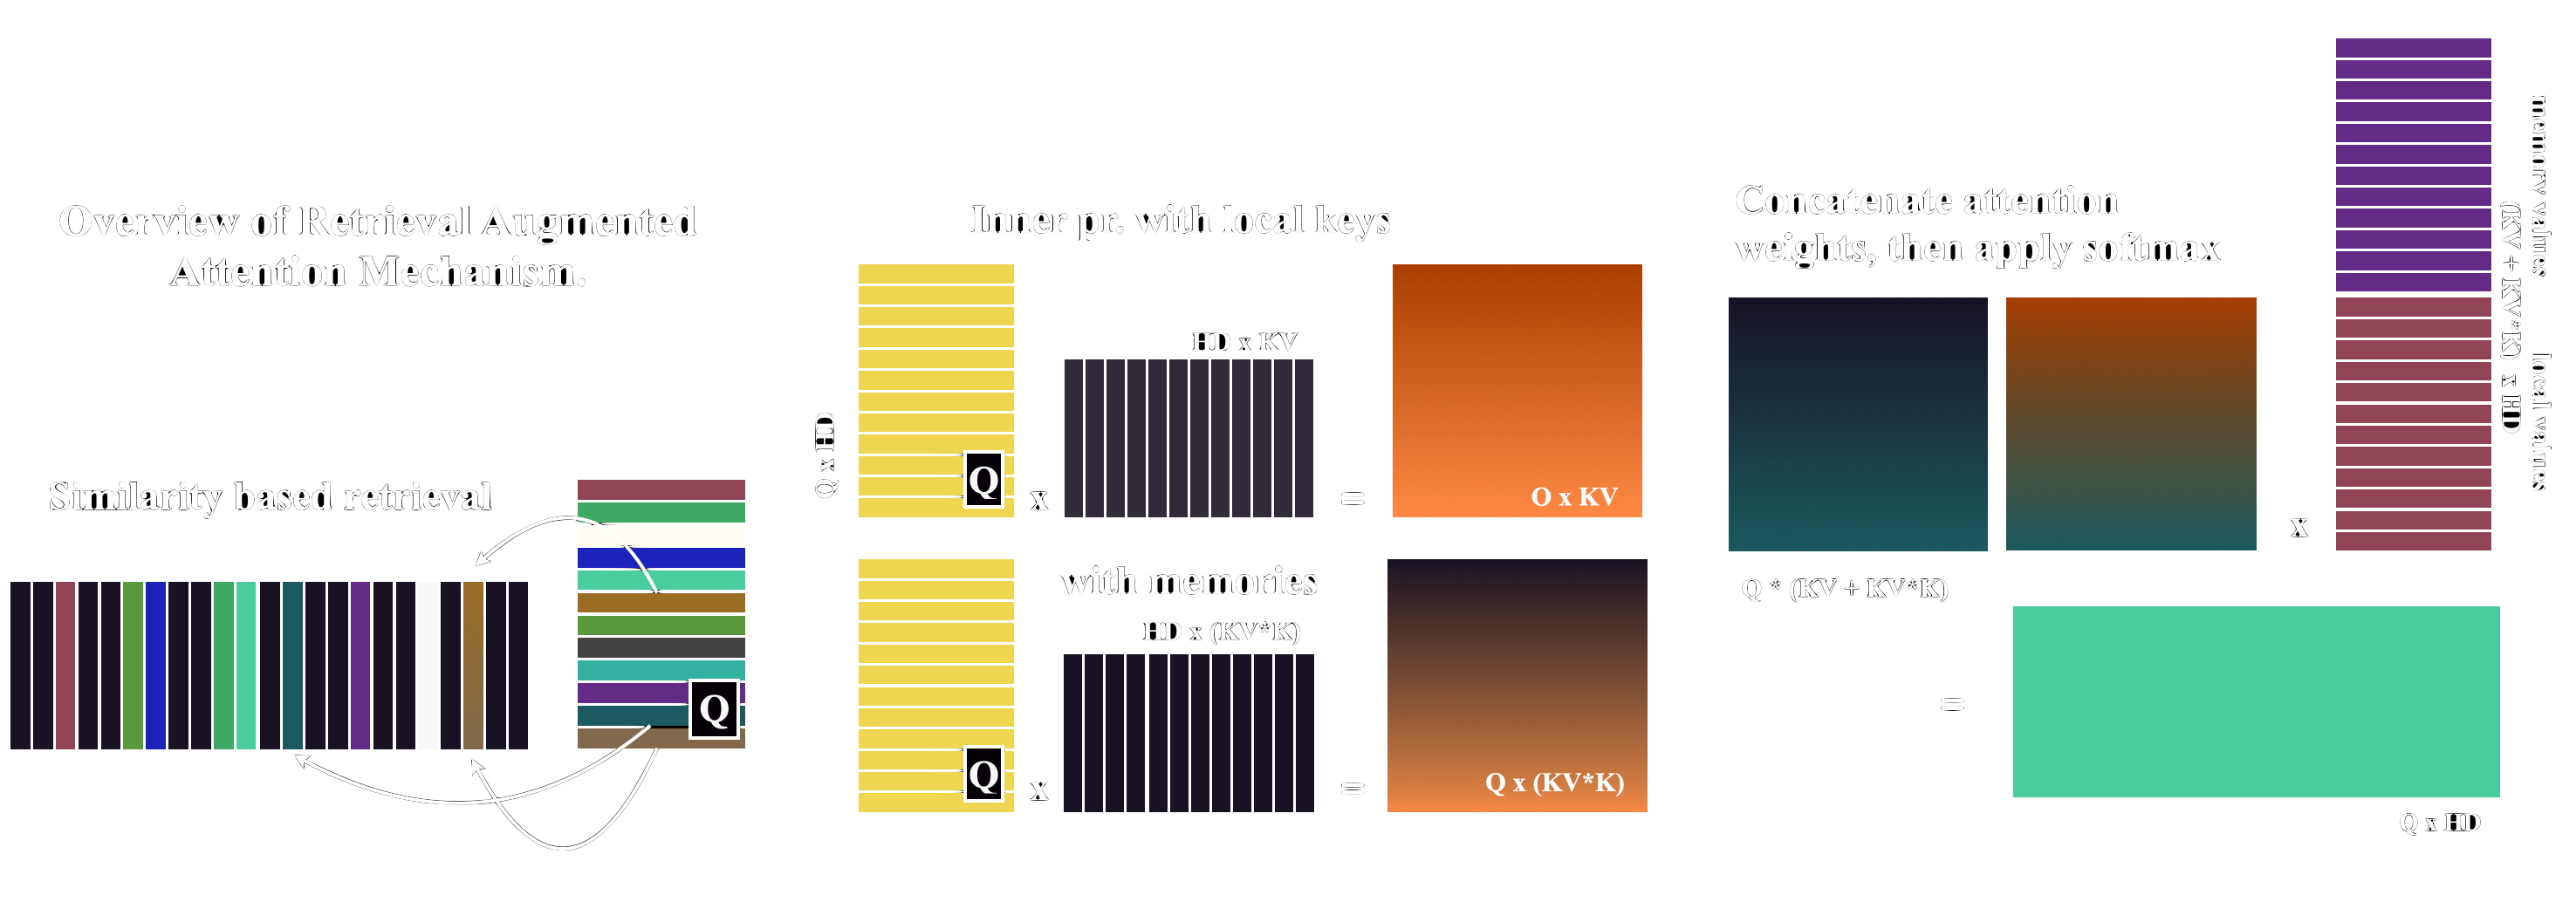 Overview of Retrieval Augmented
Attention Mechanism.
Similarity based retrieval
Q
Inner pr. with local keys
Q x HD
Q
x
HD x KV
=
O x KV
with memories
HD x (KV*K)
Q
x
=
Q x (KV*K)
Concatenate attention
weights, then apply softmax
Q * (KV + KV*K)
x
memory values
local values
(KV + KV*K) x HD
=
Q x HD